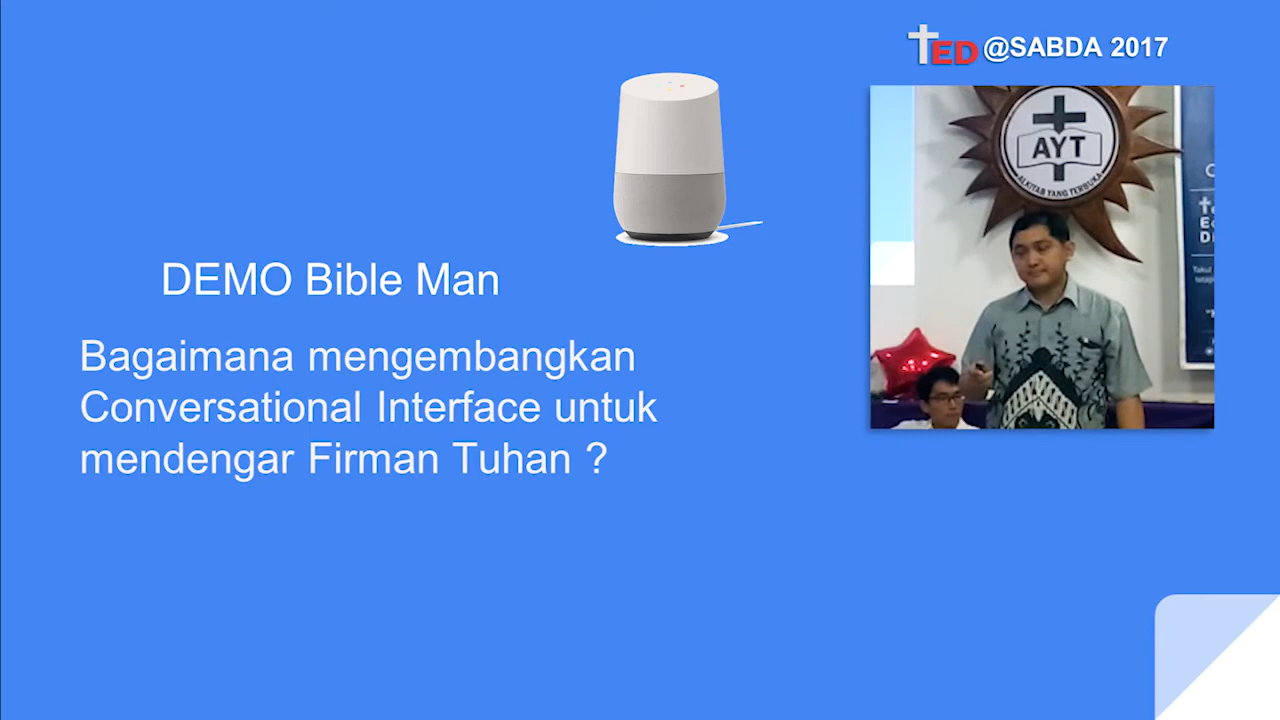 tED @SABDA 2017
AYT
ALKITAB YANG TERBUKA
DEMO Bible Man
Bagaimana mengembangkan
Conversational Interface untuk
mendengar Firman Tuhan ?